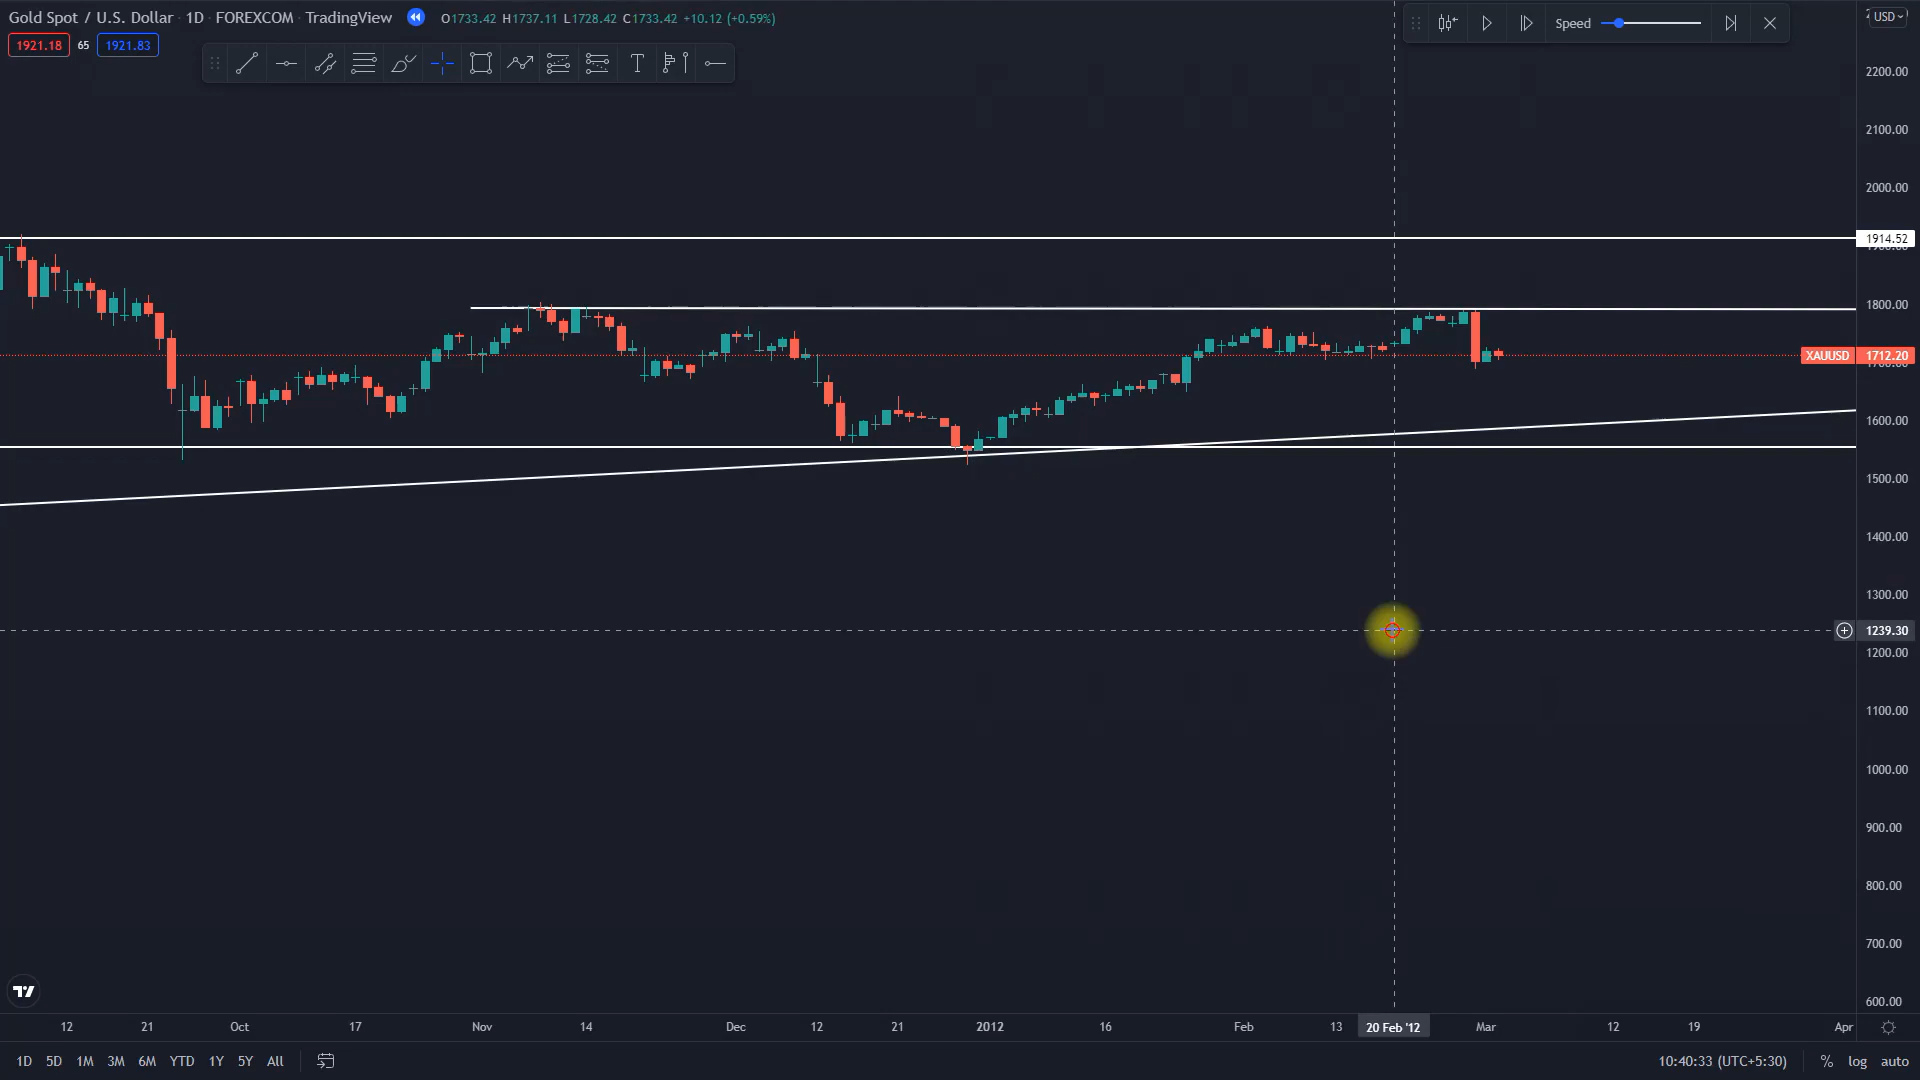 Gold Spot / U.S. Dollar · 1D · FOREXCOM · TradingView O1733.42 H1737.11 L1728.42 C1733.42 +10.12 (+0.59%)
Speed
USD
1921.18 65 1921.83
T
2200.00
2100.00
2000.00
1914.52
1800.00
XAUUSD 1712.20
1600.00
1500.00
1400.00
1300.00
1239.30
1200.00
1100.00
1000.00
900.00
800.00
700.00
600.00
12 21 Oct 17 Nov 14 Dec 12 21 2012 16 Feb 13 20 Feb '12 Mar 12 19 Apr
1D 5D 1M 3M 6M YTD 1Y 5Y All 10:40:33 (UTC+5:30) % log auto